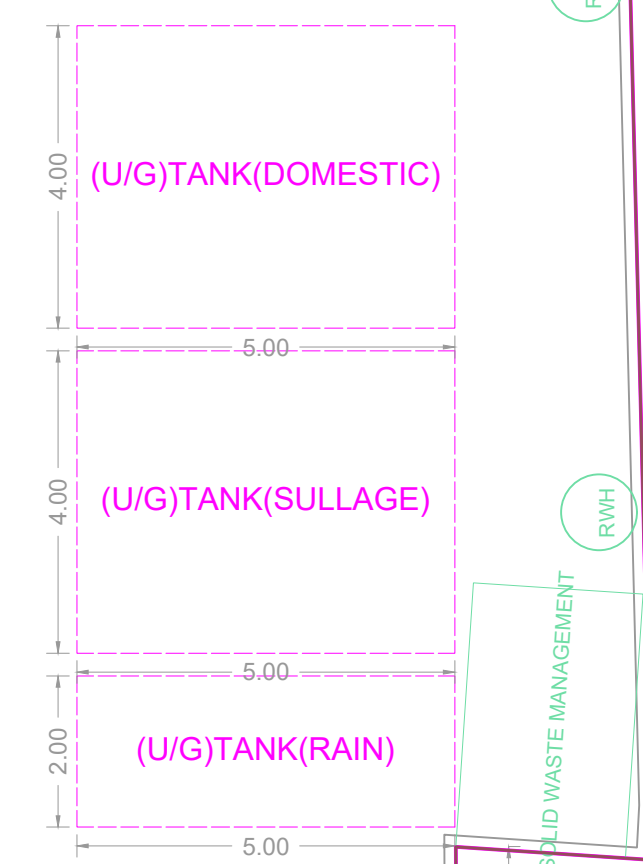 R
4.00
(U/G)TANK(DOMESTIC)
5.00
4.00
(U/G)TANK(SULLAGE)
RWH
5.00
2.00
(U/G)TANK(RAIN)
SOLID WASTE MANAGEMENT
5.00